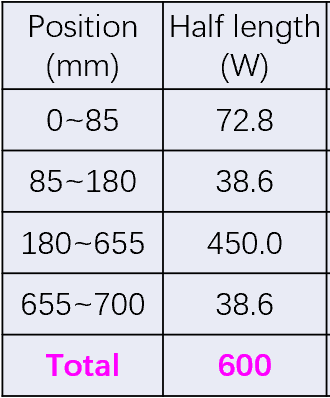 Position Half length
(mm) (W)
0~85 72.8
85~180 38.6
180~655 450.0
655~700 38.6
Total 600